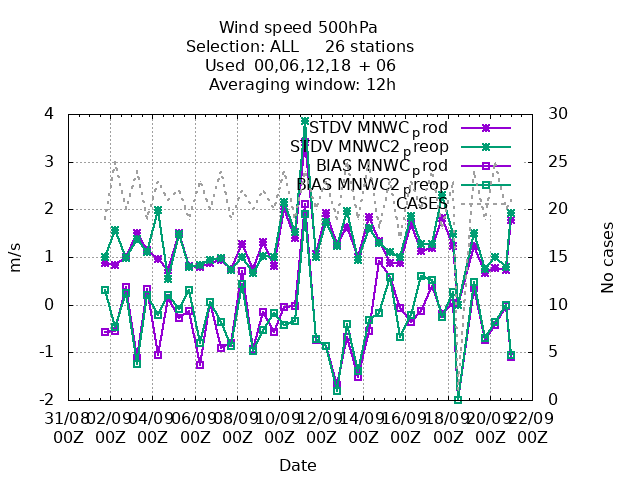 Wind speed 500hPa
Selection: ALL 26 stations
Used 00,06,12,18 + 06
Averaging window: 12h
STDV MNWC_prod
STDV MNWC2_preop
BIAS MNWC_prod
BIAS MNWC2_preop
CASES
4
3
2
1
0
-1
-2
30
25
20
15
10
5
0
m/s
No cases
31/08 02/09 04/09 06/09 08/09 10/09 12/09 14/09 16/09 18/09 20/09 22/09
00Z 00Z 00Z 00Z 00Z 00Z 00Z 00Z 00Z 00Z 00Z 00Z
Date